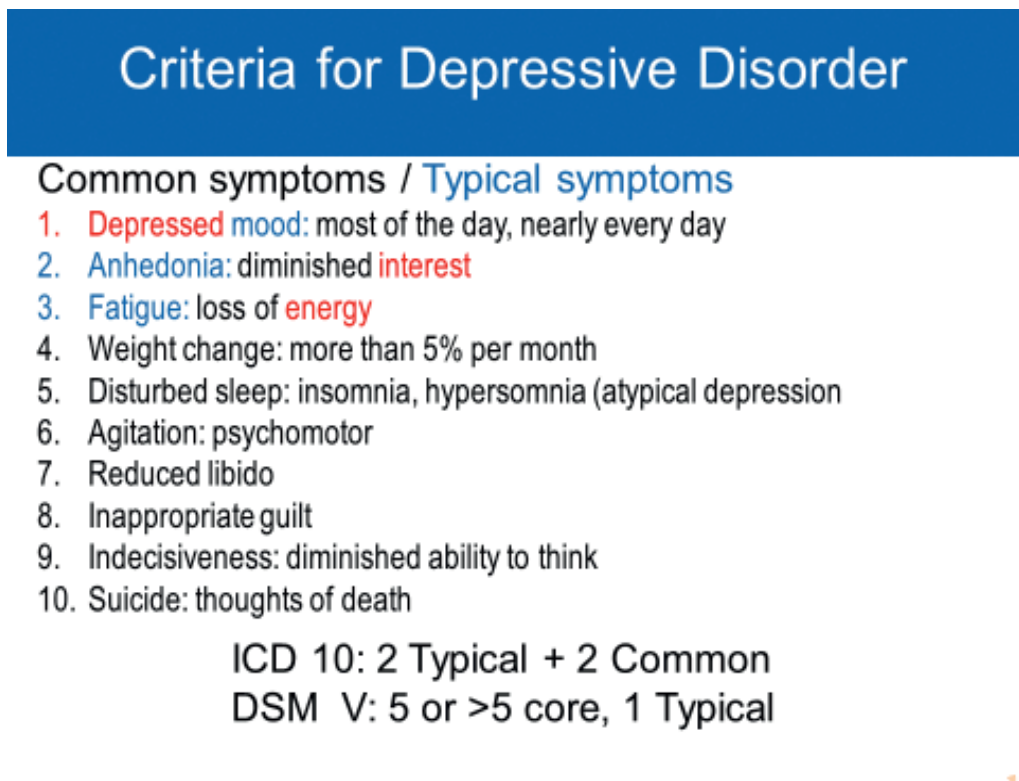 Criteria for Depressive Disorder
Common symptoms / Typical symptoms
1. Depressed mood: most of the day, nearly every day
2. Anhedonia: diminished interest
3. Fatigue: loss of energy
4. Weight change: more than 5% per month
5. Disturbed sleep: insomnia, hypersomnia (atypical depression
6. Agitation: psychomotor
7. Reduced libido
8. Inappropriate guilt
9. Indecisiveness: diminished ability to think
10. Suicide: thoughts of death
ICD 10: 2 Typical + 2 Common
DSM V: 5 or >5 core, 1 Typical